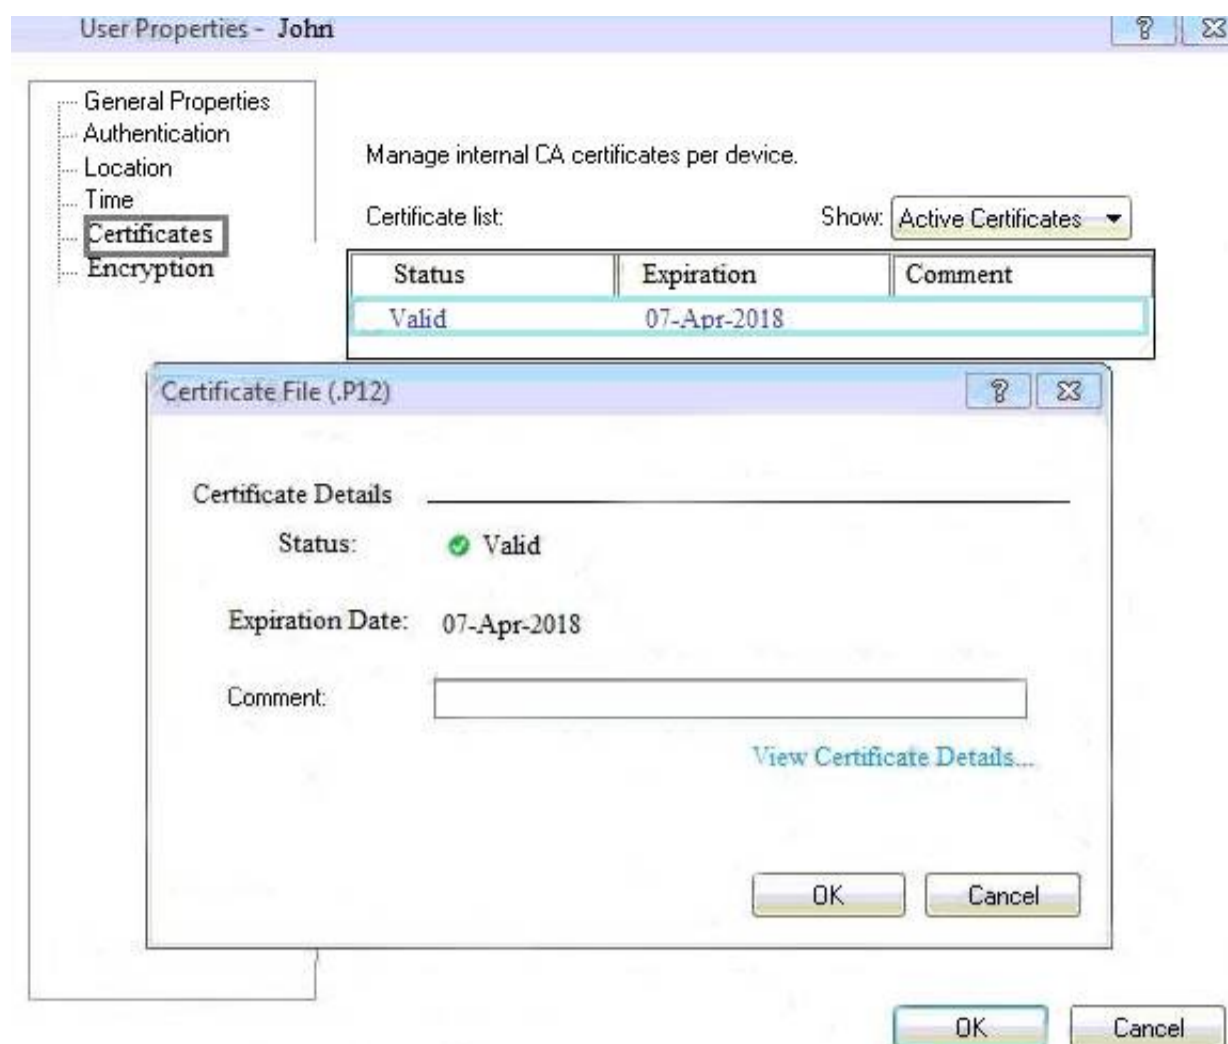 User Properties - John
General Properties
Authentication
Location
Time
Certificates
Encryption
Manage internal CA certificates per device.
Certificate list: Show: Active Certificates
Status Expiration Comment
Valid 07-Apr-2018
Certificate File (.P12)
Certificate Details
Status: Valid
Expiration Date: 07-Apr-2018
Comment:
View Certificate Details...
OK Cancel
OK Cancel